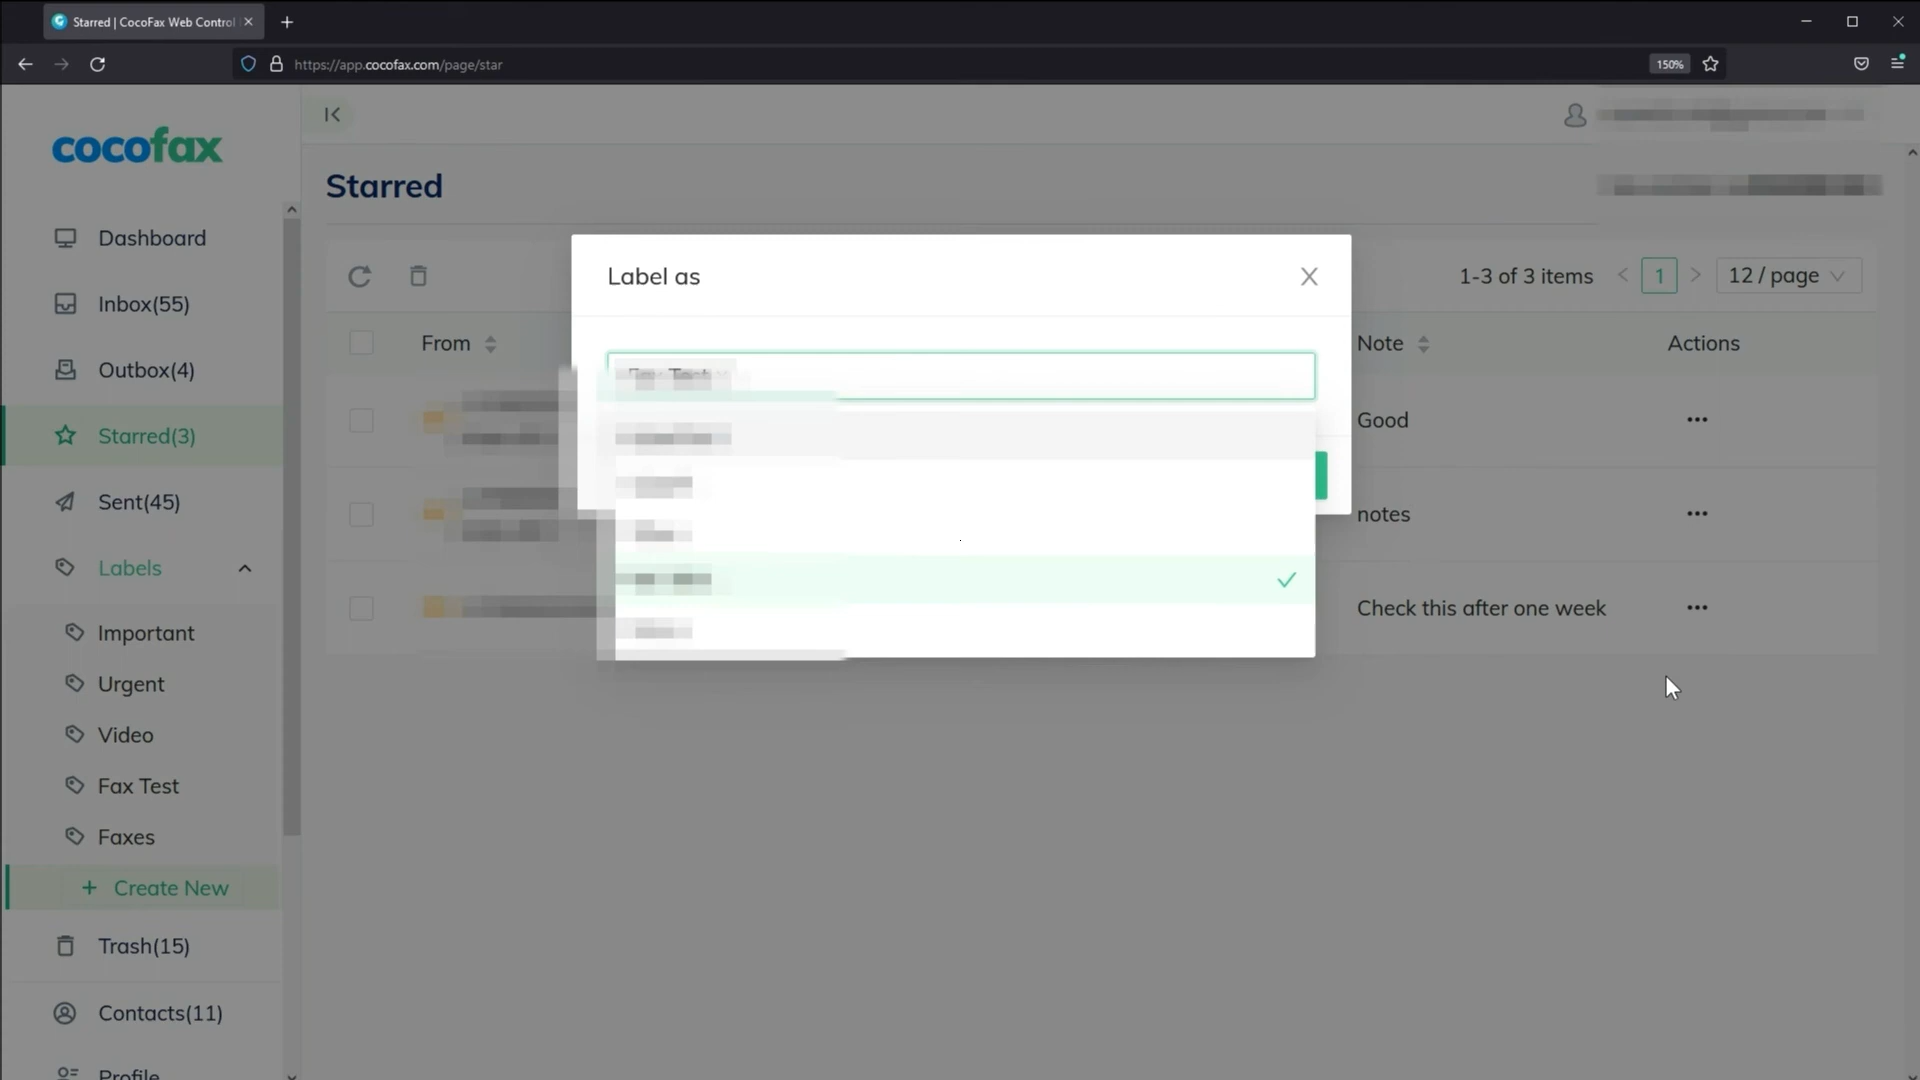 Starred | CocoFax Web Control
https://app.cocofax.com/page/star
150%
cocofax
Starred
Dashboard
Inbox(55)
Outbox(4)
Starred(3)
Sent(45)
Labels
Important
Urgent
Video
Fax Test
Faxes
+ Create New
Trash(15)
Contacts(11)
Profile
Label as
Fax Test
1-3 of 3 items
1
12 / page
From
Note
Actions
Good
notes
Check this after one week